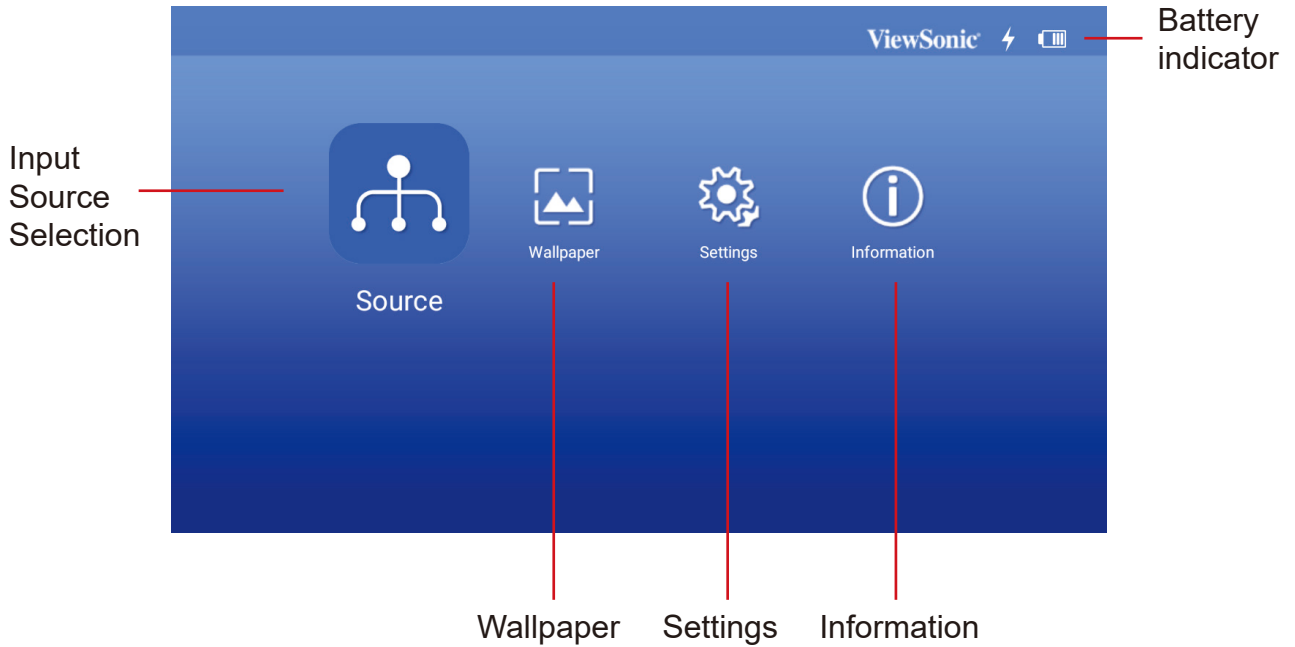 Battery
indicator
ViewSonic
Input
Source
Selection
Wallpaper
Settings
Information
Source
Wallpaper
Settings
Information